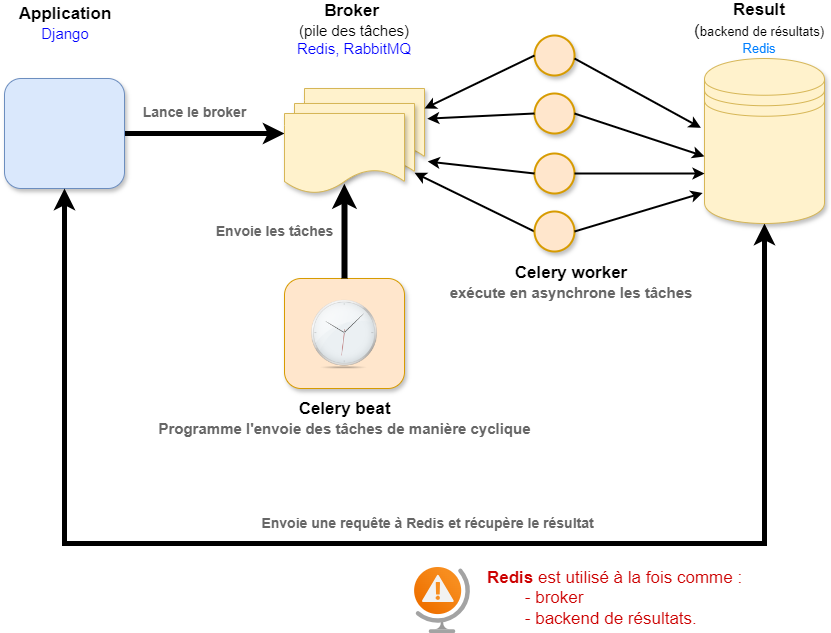 Application
Django
Broker
(pile des tâches)
Redis, RabbitMQ
Result
(backend de résultats)
Redis
Lance le broker
Envoie les tâches
Celery worker
exécute en asynchrone les tâches
Celery beat
Programme l'envoie des tâches de manière cyclique
Envoie une requête à Redis et récupère le résultat
Redis est utilisé à la fois comme :
- broker
- backend de résultats.